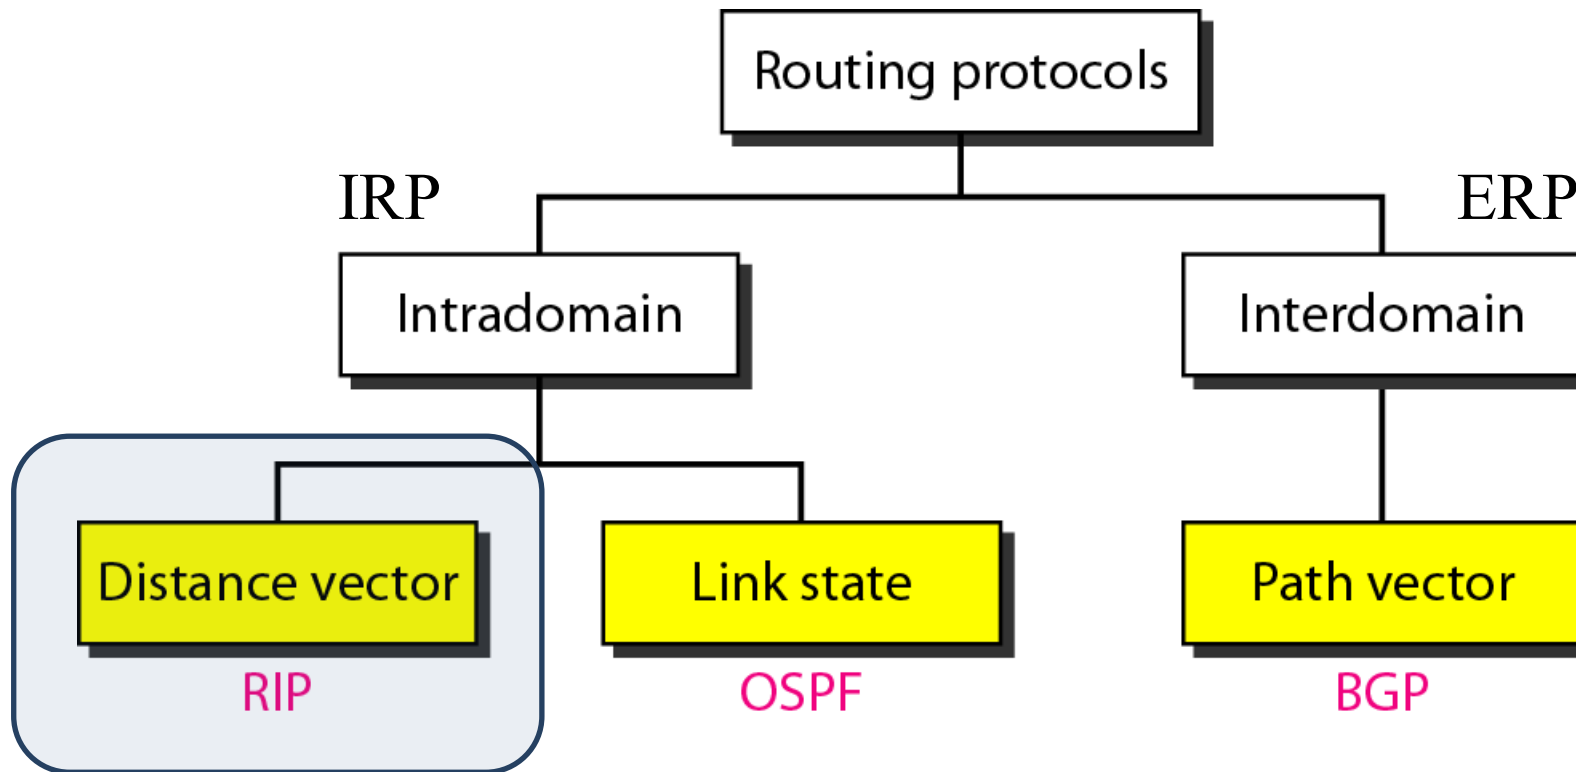 Routing protocols
IRP
ERP
Intradomain
Interdomain
Distance vector
Link state
Path vector
RIP
OSPF
BGP